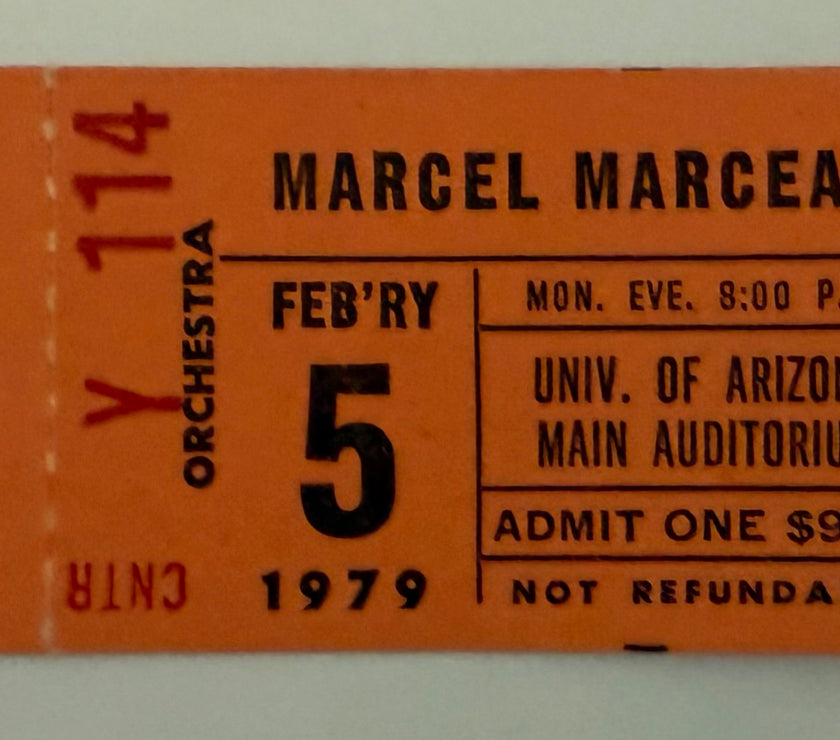 Y 114
ORCHESTRA
CNTR
MARCEL MARCEA
FEB'RY
5
1979
MON. EVE. 8:00 P
UNIV. OF ARIZO
MAIN AUDITORIU
ADMIT ONE $9
NOT REFUNDA